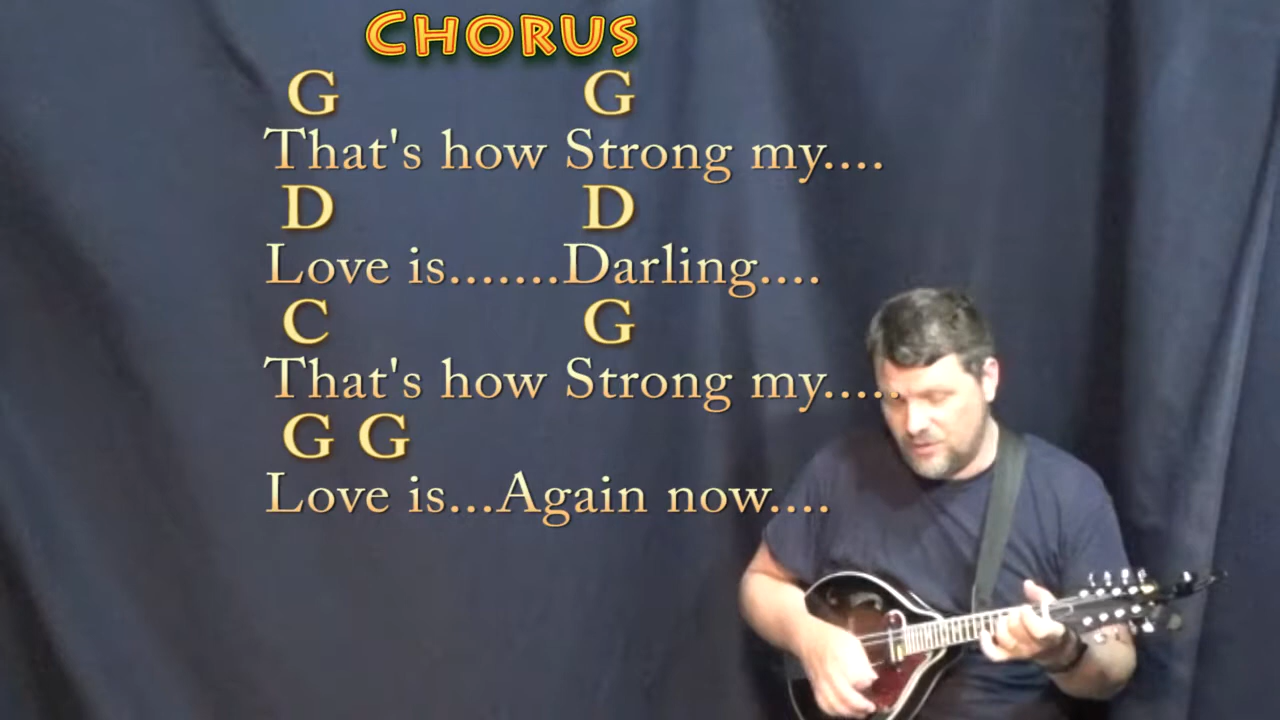 CHORUS
G G
That's how Strong my....
D D
Love is.......Darling....
C G
That's how Strong my.....
G G
Love is...Again now....